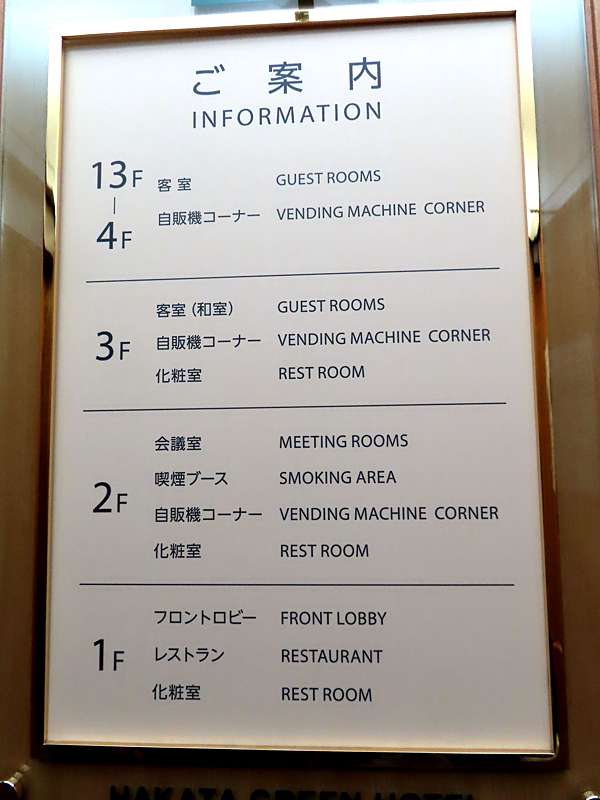 ご案内
INFORMATION
13F 客室 GUEST ROOMS
| 自販機コーナー VENDING MACHINE CORNER
4F
客室（和室） GUEST ROOMS
3F 自販機コーナー VENDING MACHINE CORNER
化粧室 REST ROOM
会議室 MEETING ROOMS
喫煙ブース SMOKING AREA
2F 自販機コーナー VENDING MACHINE CORNER
化粧室 REST ROOM
フロントロビー FRONT LOBBY
1F レストラン RESTAURANT
化粧室 REST ROOM
HAKATA GREEN HOTEL